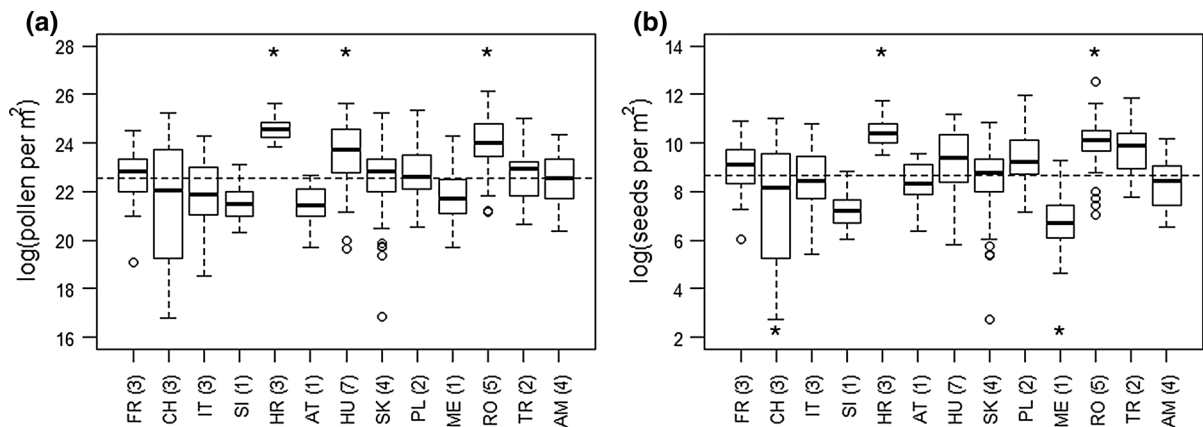 (a)
log(pollen per m²)
28
26
24
22
20
18
16
* * *
FR (3)
CH (3)
IT (3)
SI (1)
HR (3)
AT (1)
HU (7)
SK (4)
PL (2)
ME (1)
RO (5)
TR (2)
AM (4)
(b)
log(seeds per m²)
14
12
10
8
6
4
2
* *
* *
FR (3)
CH (3)
IT (3)
SI (1)
HR (3)
AT (1)
HU (7)
SK (4)
PL (2)
ME (1)
RO (5)
TR (2)
AM (4)